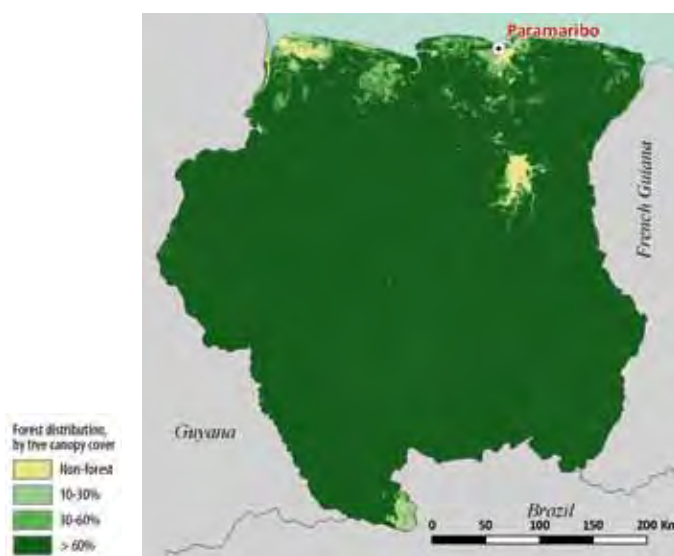 Paramaribo
French Guiana
Guyana
Brazil
0 50 100 150 200 Km
Forest distribution,
by tree canopy cover
Non-forest
10-30%
30-60%
> 60%